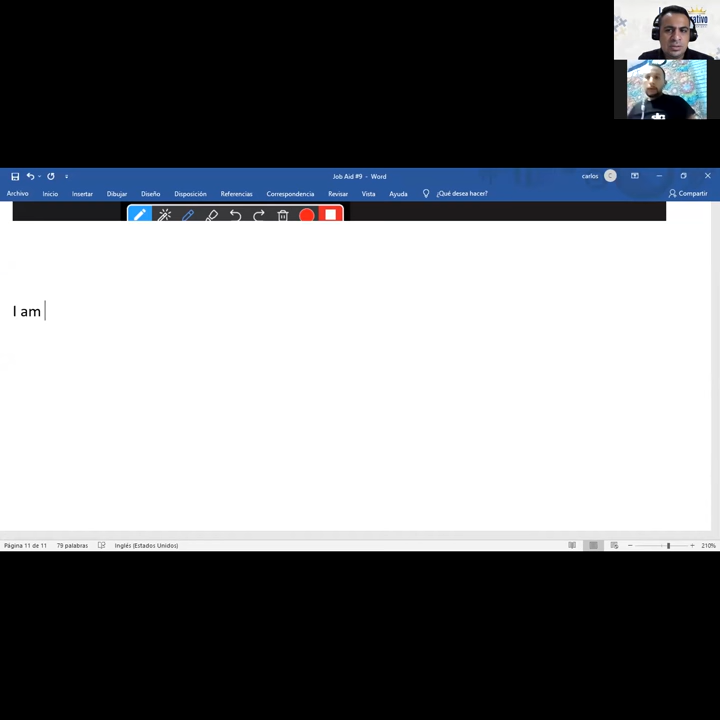 Job Aid #9 - Word
carlos
C
Archivo Inicio Insertar Dibujar Diseño Disposición Referencias Correspondencia Revisar Vista Ayuda ¿Qué desea hacer? Compartir
I am
Página 11 de 11 79 palabras Inglés (Estados Unidos) 210%